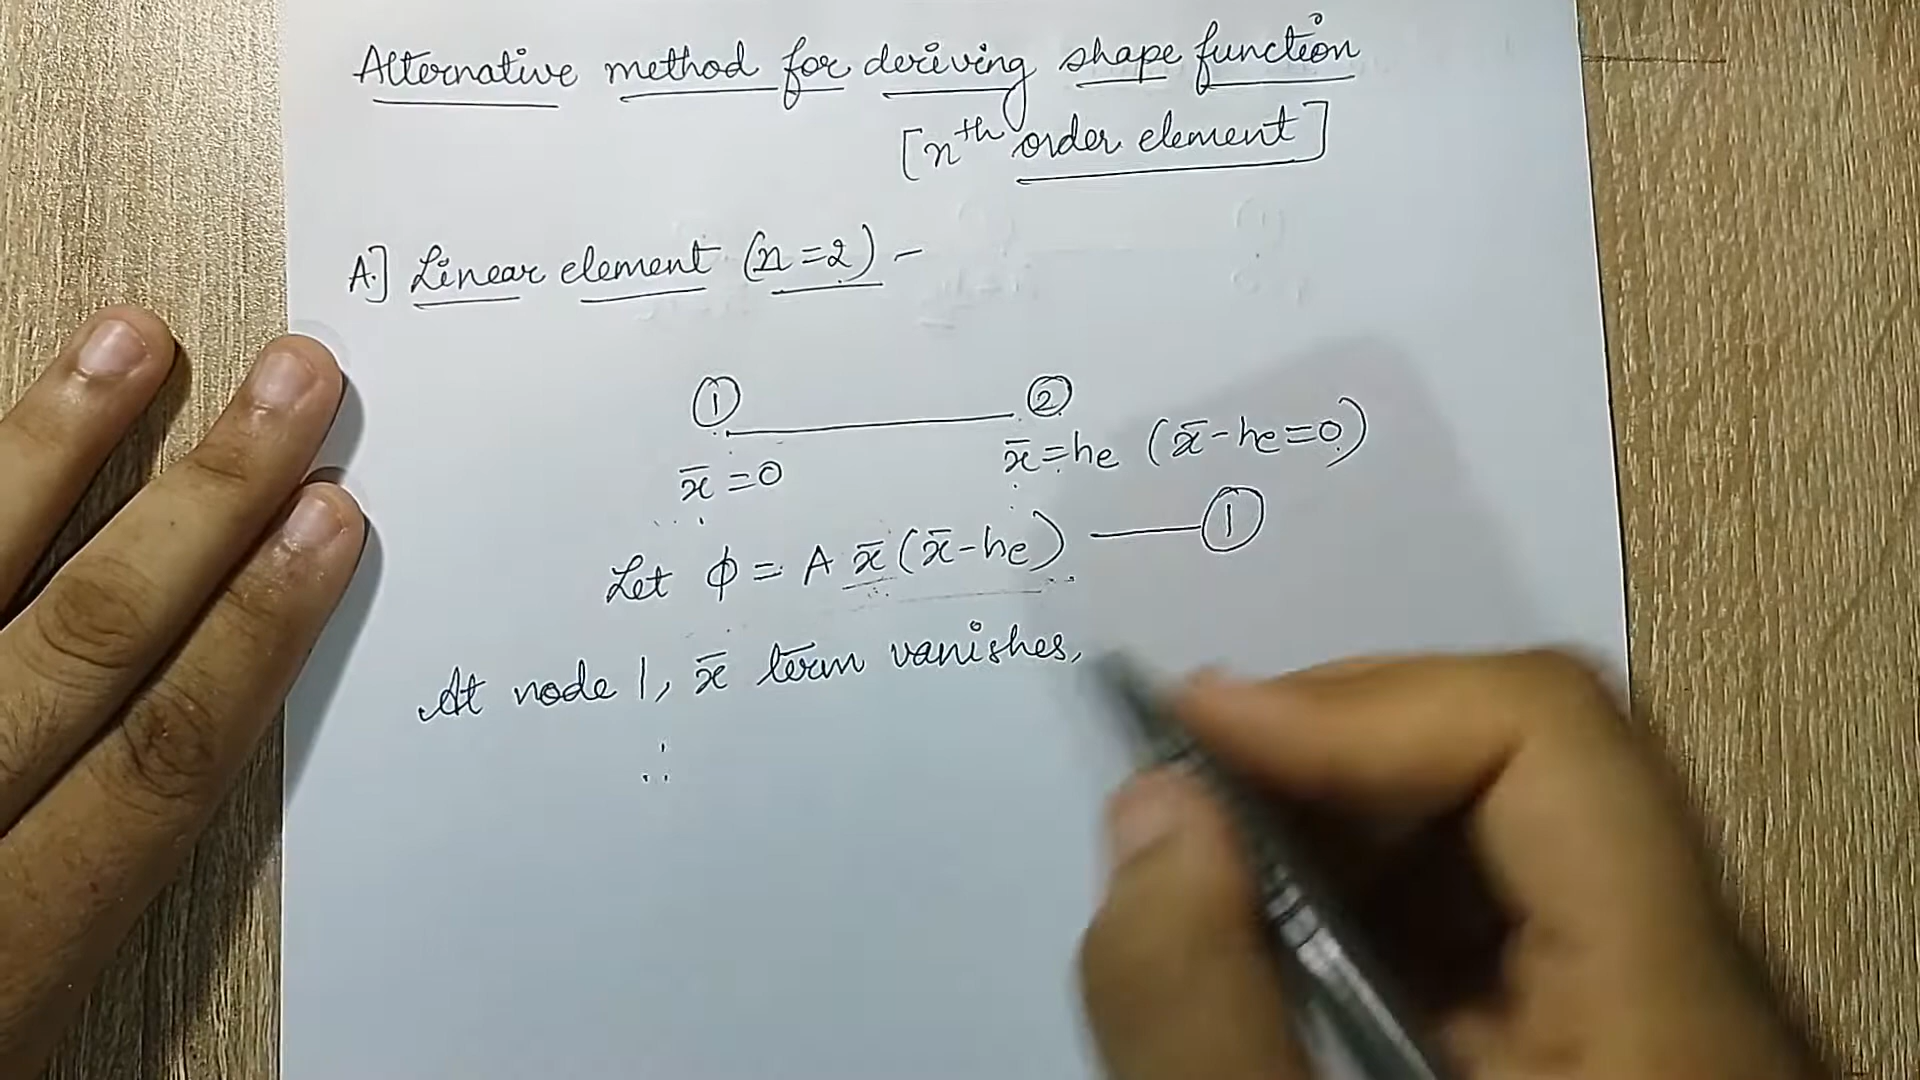 Alternative method for deriving shape function
[nᵗʰ order element]
A.] Linear element (n=2) -
① ②
x̄=0 x̄=he (x̄-he=0)
Let ϕ = A x̄(x̄-he) —①
At node 1, x̄ term vanishes,
∴